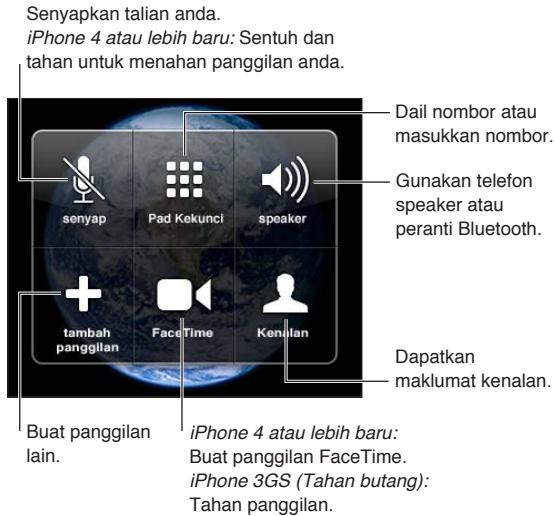 Senyapkan talian anda.
iPhone 4 atau lebih baru: Sentuh dan
tahan untuk menahan panggilan anda.
Dail nombor atau
masukkan nombor.
Gunakan telefon
speaker atau
peranti Bluetooth.
senyap
Pad Kekunci
speaker
tambah
panggilan
FaceTime
Kenalan
Dapatkan
maklumat kenalan.
Buat panggilan
lain.
iPhone 4 atau lebih baru:
Buat panggilan FaceTime.
iPhone 3GS (Tahan butang):
Tahan panggilan.